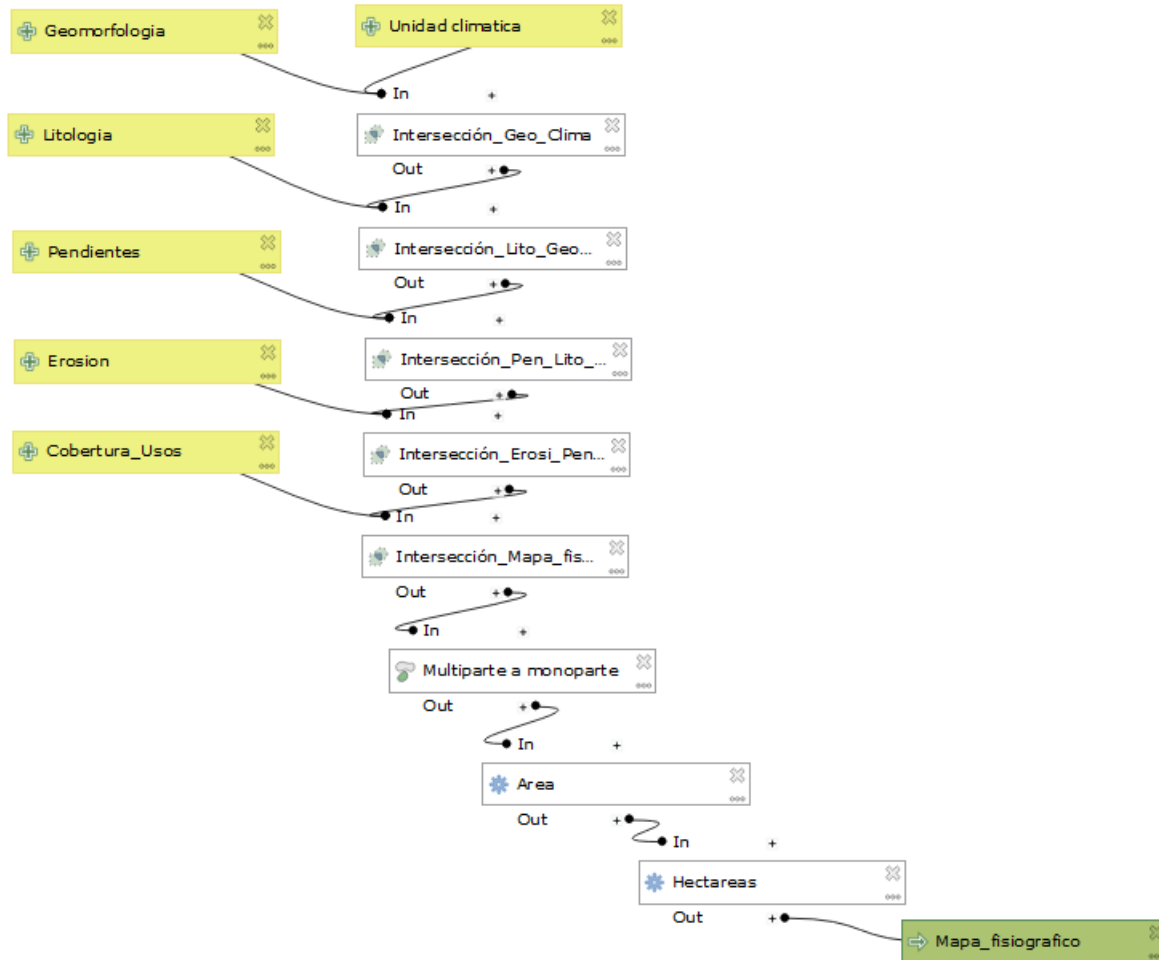 Geomorfologia
Unidad climatica
In
Litologia
Intersección_Geo_Clima
Out
In
Pendientes
Intersección_Lito_Geo...
Out
In
Erosion
Intersección_Pen_Lito_...
Out
In
Cobertura_Usos
Intersección_Erosi_Pen...
Out
In
Intersección_Mapa_fis...
Out
In
Multiparte a monoparte
Out
In
Area
Out
In
Hectareas
Out
Mapa_fisiografico